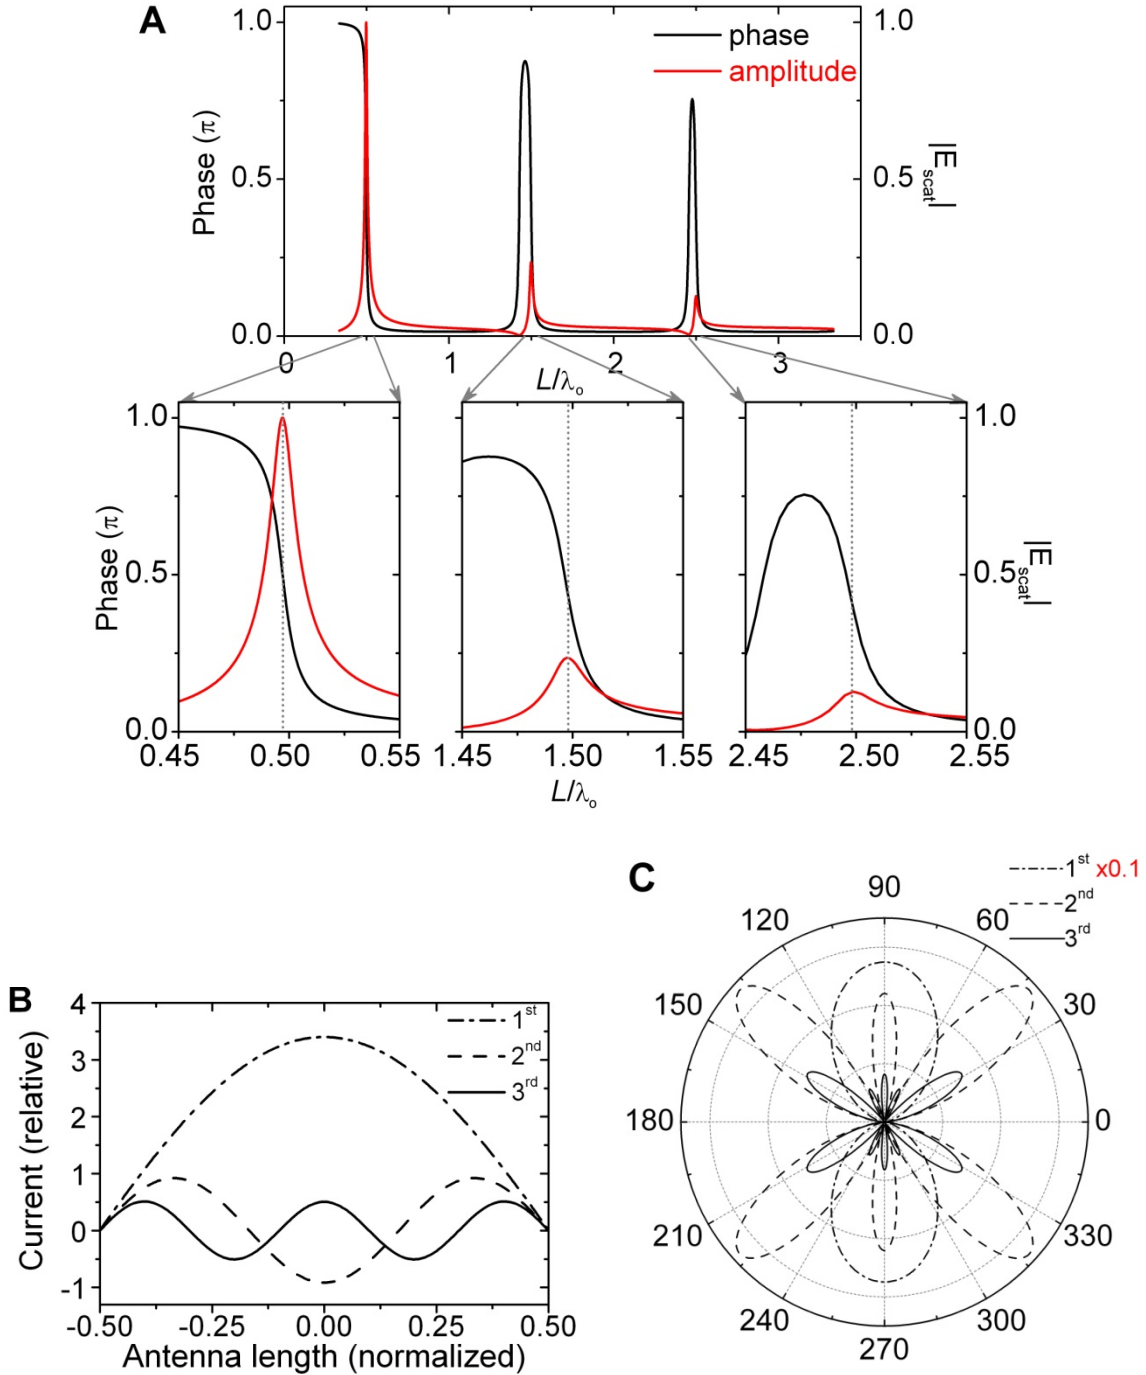 A
1.0
0.5
0.0
Phase (π)
phase
amplitude
1.0
0.5
0.0
|E_scat|
0
1
2
3
L/λ_o
1.0
0.5
0.0
Phase (π)
0.45
0.50
0.55
1.45
1.50
1.55
L/λ_o
2.45
2.50
2.55
1.0
0.5
0.0
|E_scat|
B
4
3
2
1
0
-1
Current (relative)
1st
2nd
3rd
-0.50
-0.25
0.00
0.25
0.50
Antenna length (normalized)
C
1st x0.1
2nd
3rd
90
60
30
0
330
300
270
240
210
180
150
120